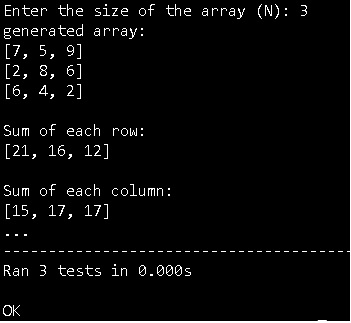 Enter the size of the array (N): 3
generated array:
[7, 5, 9]
[2, 8, 6]
[6, 4, 2]
Sum of each row:
[21, 16, 12]
Sum of each column:
[15, 17, 17]
...
----------------------------------------
Ran 3 tests in 0.000s
OK